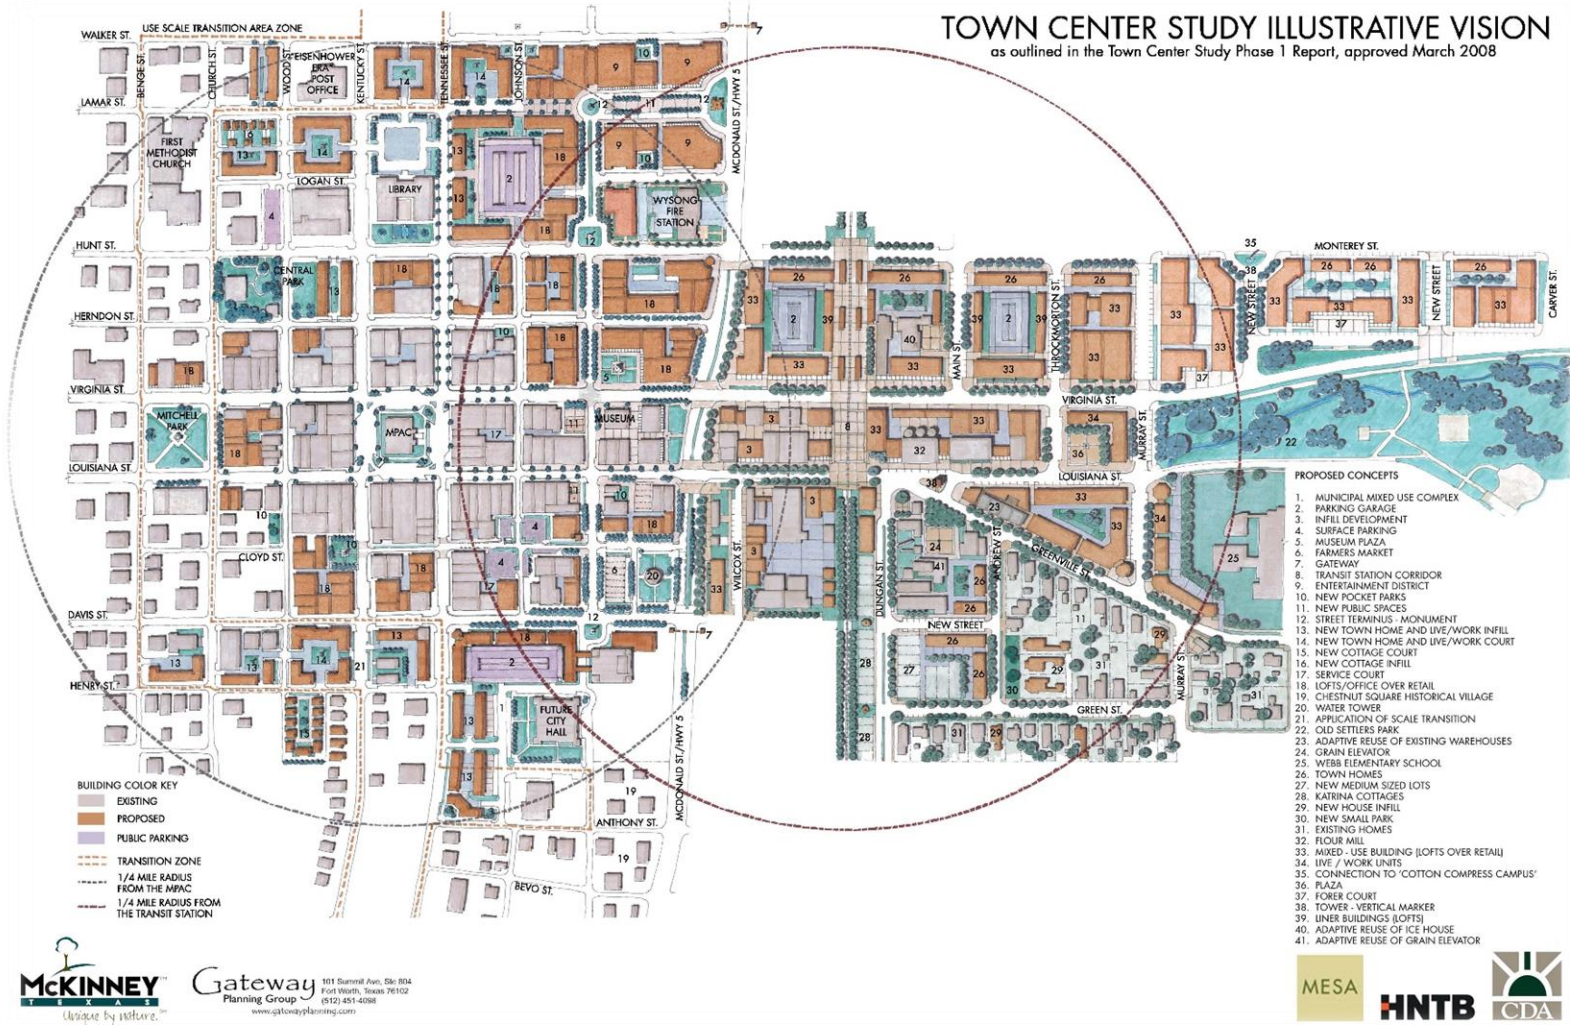 TOWN CENTER STUDY ILLUSTRATIVE VISION
as outlined in the Town Center Study Phase 1 Report, approved March 2008
USE SCALE TRANSITION AREA ZONE
WALKER ST.
BENGE ST.
CHURCH ST.
WOOD ST.
EISENHOWER
ERA
POST
OFFICE
KENTUCKY ST.
TENNESSEE ST.
JOHNSON ST.
MCDONALD ST./HWY 5
LAMAR ST.
FIRST
METHODIST
CHURCH
LOGAN ST.
LIBRARY
WYSONG
FIRE
STATION
HUNT ST.
CENTRAL
PARK
HERNDON ST.
VIRGINIA ST.
MITCHELL
PARK
MPAC
MUSEUM
LOUISIANA ST.
CLOYD ST.
DAVIS ST.
HENRY ST.
FUTURE
CITY
HALL
MCDONALD ST./HWY 5
ANTHONY ST.
BEVO ST.
MONTEREY ST.
NEW STREET
NEW STREET
CARVER ST.
MAIN ST.
THROCKMORTON ST.
VIRGINIA ST.
MURRAY ST.
LOUISIANA ST.
WILCOX ST.
DUNGAN ST.
ANDREW ST.
GREENVILLE ST.
NEW STREET
MURRAY ST.
GREEN ST.
PROPOSED CONCEPTS
1. MUNICIPAL MIXED USE COMPLEX
2. PARKING GARAGE
3. INFILL DEVELOPMENT
4. SURFACE PARKING
5. MUSEUM PLAZA
6. FARMERS MARKET
7. GATEWAY
8. TRANSIT STATION CORRIDOR
9. ENTERTAINMENT DISTRICT
10. NEW POCKET PARKS
11. NEW PUBLIC SPACES
12. STREET TERMINUS - MONUMENT
13. NEW TOWN HOME AND LIVE/WORK INFILL
14. NEW TOWN HOME AND LIVE/WORK COURT
15. NEW COTTAGE COURT
16. NEW COTTAGE INFILL
17. SERVICE COURT
18. LOFTS/OFFICE OVER RETAIL
19. CHESTNUT SQUARE HISTORICAL VILLAGE
20. WATER TOWER
21. APPLICATION OF SCALE TRANSITION
22. OLD SETTLERS PARK
23. ADAPTIVE REUSE OF EXISTING WAREHOUSES
24. GRAIN ELEVATOR
25. WEBB ELEMENTARY SCHOOL
26. TOWN HOMES
27. NEW MEDIUM SIZED LOTS
28. KATRINA COTTAGES
29. NEW HOUSE INFILL
30. NEW SMALL PARK
31. EXISTING HOMES
32. FLOUR MILL
33. MIXED - USE BUILDING (LOFTS OVER RETAIL)
34. LIVE / WORK UNITS
35. CONNECTION TO 'COTTON COMPRESS CAMPUS'
36. PLAZA
37. FORER COURT
38. TOWER - VERTICAL MARKER
39. LINER BUILDINGS (LOFTS)
40. ADAPTIVE REUSE OF ICE HOUSE
41. ADAPTIVE REUSE OF GRAIN ELEVATOR
BUILDING COLOR KEY
EXISTING
PROPOSED
PUBLIC PARKING
TRANSITION ZONE
1/4 MILE RADIUS
FROM THE MPAC
1/4 MILE RADIUS FROM
THE TRANSIT STATION
McKINNEY
TEXAS
Unique by nature.
Gateway
Planning Group
101 Summit Ave, Ste 804
Fort Worth, Texas 76102
(512) 451-4098
www.gatewayplanning.com
MESA
HNTB
CDA